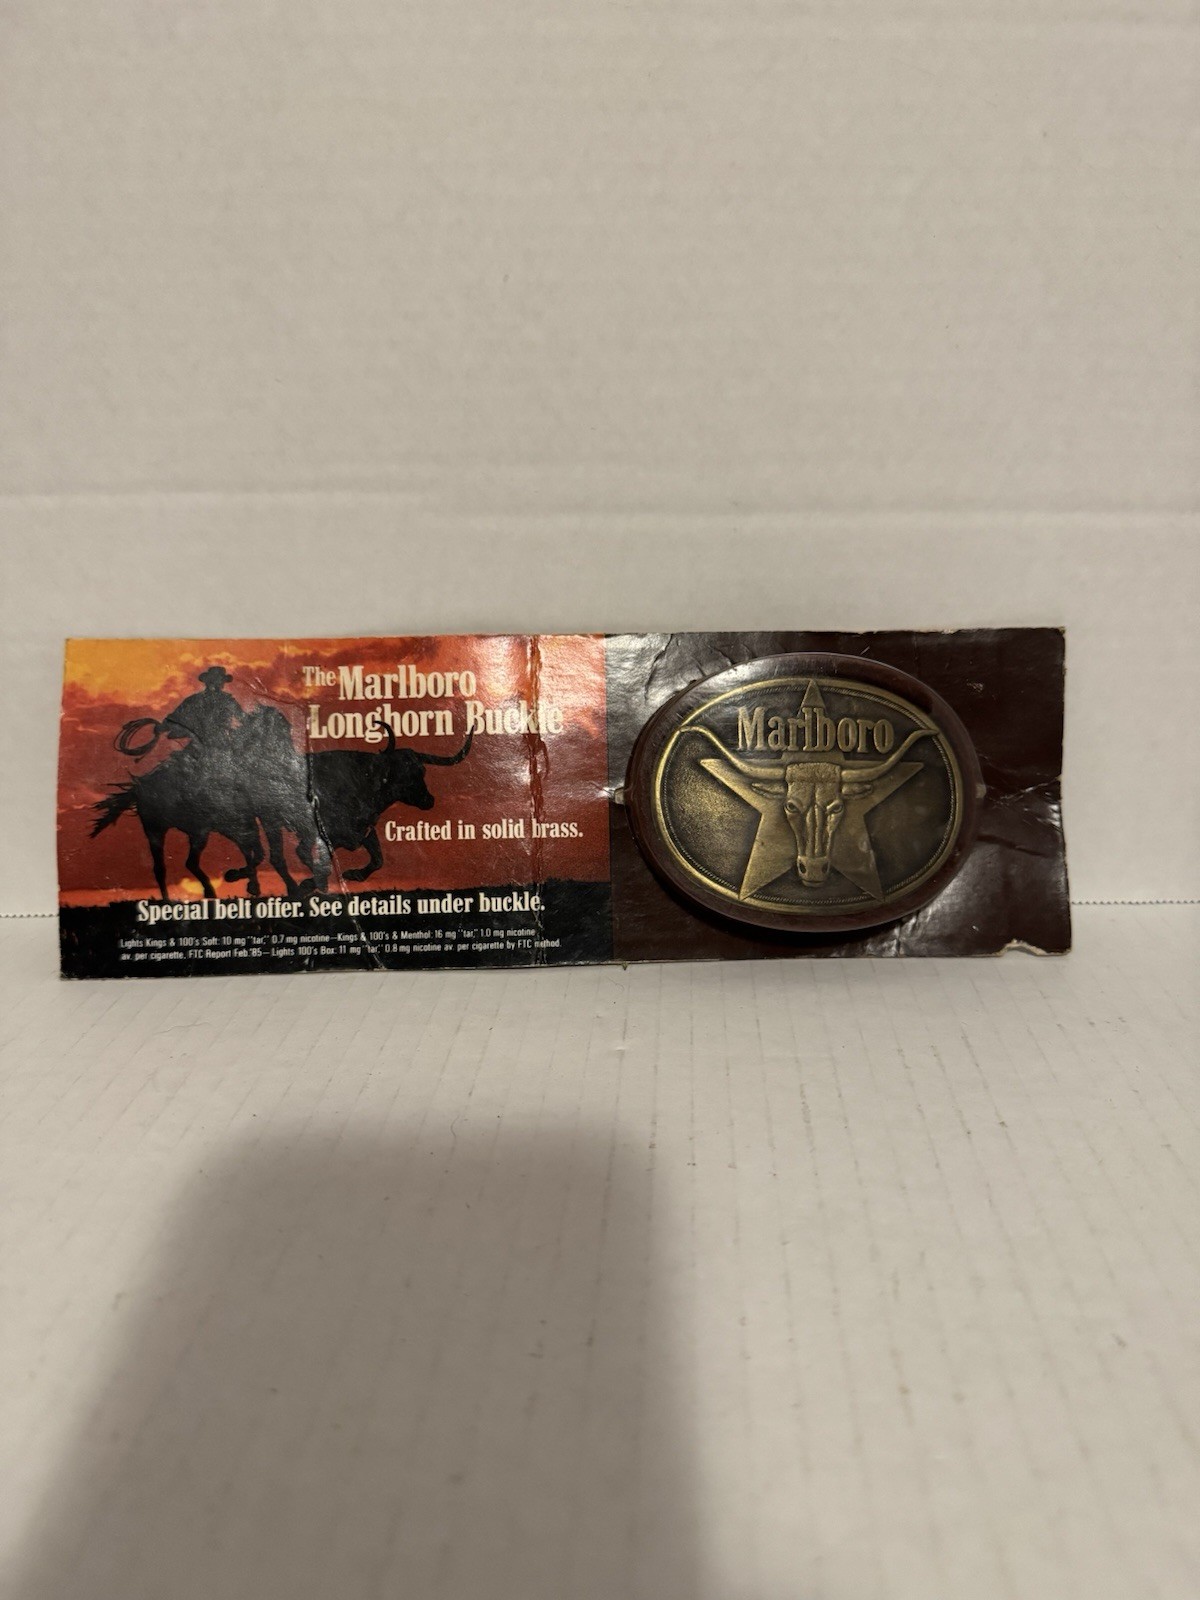 The Marlboro
Longhorn Buckle
Crafted in solid brass.
Special belt offer. See details under buckle.
Lights Kings & 100's Soft: 10 mg "tar," 0.7 mg nicotine—Kings & 100's & Menthol: 16 mg "tar," 1.0 mg nicotine
av. per cigarette, FTC Report Feb.'85—Lights 100's Box: 11 mg "tar," 0.8 mg nicotine av. per cigarette by FTC method.
Marlboro